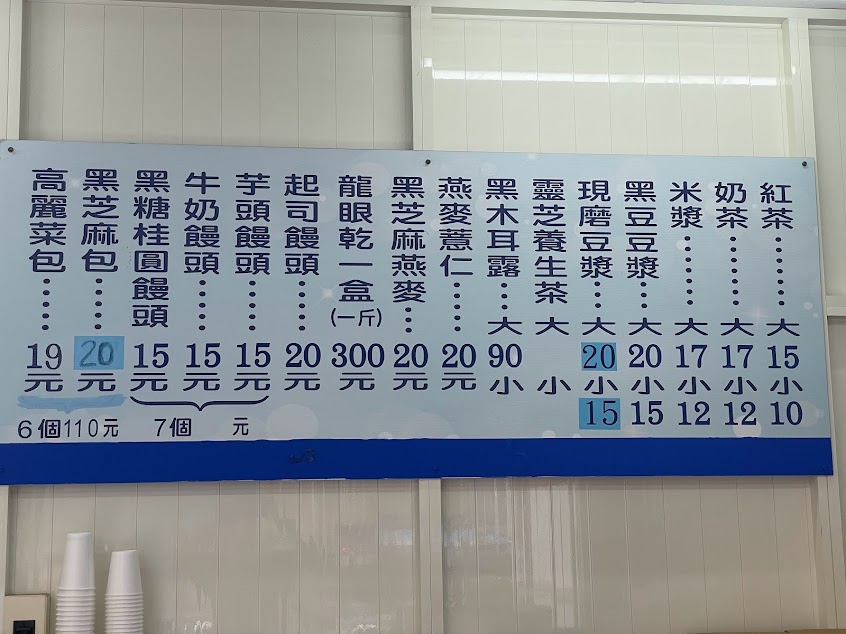 紅茶……大15小10
奶茶……大17小12
米漿……大17小12
黑豆豆漿……大20小15
現磨豆漿……大20小15
靈芝養生茶 大 小
黑木耳露…大90小
燕麥薏仁……20元
黑芝麻燕麥…20元
龍眼乾一盒(一斤)300元
起司饅頭……20元
芋頭饅頭……15元
牛奶饅頭……15元
黑糖桂圓饅頭15元
7個 元
黑芝麻包……20元
高麗菜包……19元
6個110元